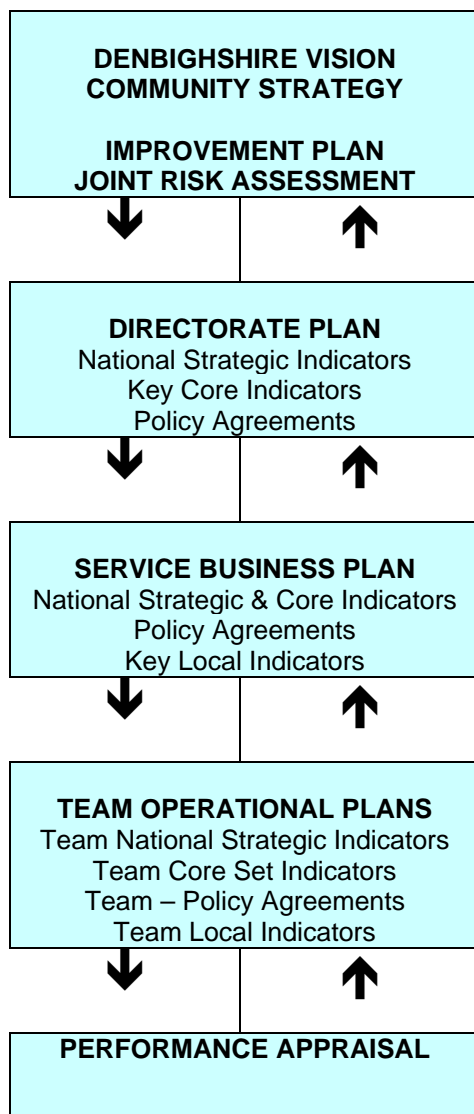 DENBIGHSHIRE VISION
COMMUNITY STRATEGY
IMPROVEMENT PLAN
JOINT RISK ASSESSMENT
DIRECTORATE PLAN
National Strategic Indicators
Key Core Indicators
Policy Agreements
SERVICE BUSINESS PLAN
National Strategic & Core Indicators
Policy Agreements
Key Local Indicators
TEAM OPERATIONAL PLANS
Team National Strategic Indicators
Team Core Set Indicators
Team – Policy Agreements
Team Local Indicators
PERFORMANCE APPRAISAL